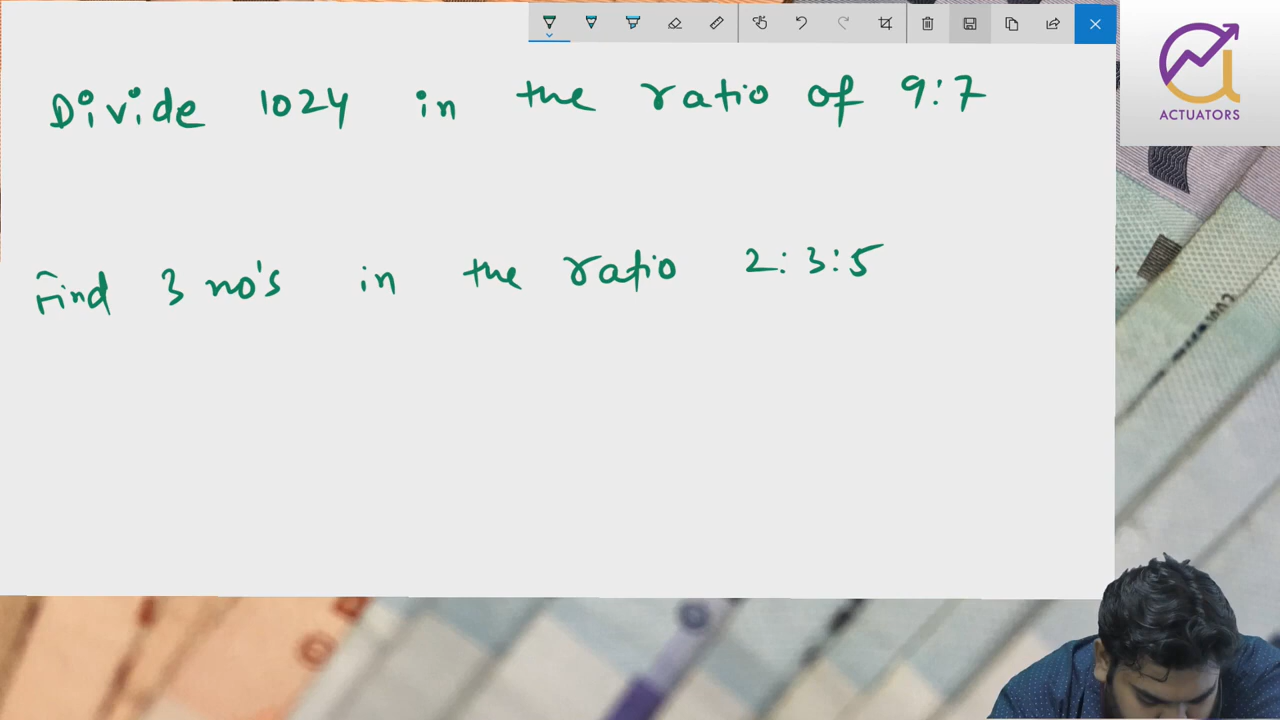 ACTUATORS
Divide 1024 in the ratio of 9:7
Find 3 no's in the ratio 2:3:5